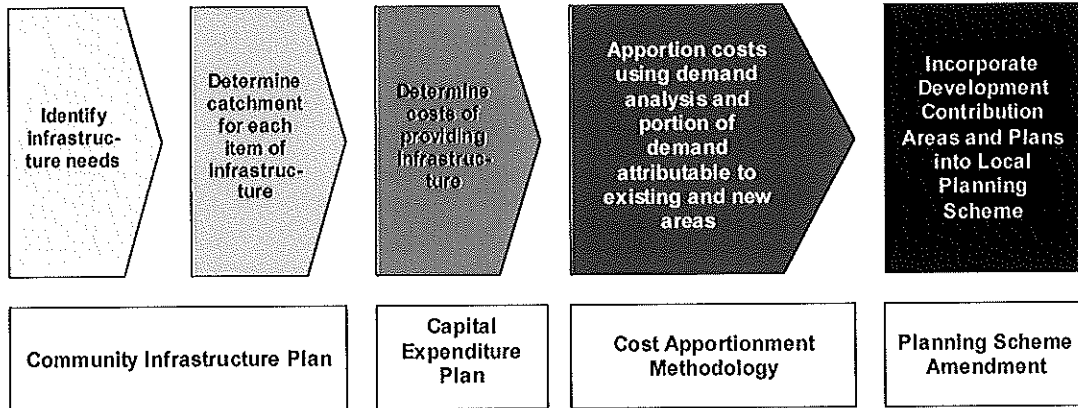 Identify
infrastruc-
ture needs
Determine
catchment
for each
item of
Infrastruc-
ture
Determine
costs of
providing
Infrastruc-
ture
Apportion costs
using demand
analysis and
portion of
demand
attributable to
existing and new
areas
Incorporate
Development
Contribution
Areas and Plans
into Local
Planning
Scheme
Community Infrastructure Plan
Capital
Expenditure
Plan
Cost Apportionment
Methodology
Planning Scheme
Amendment